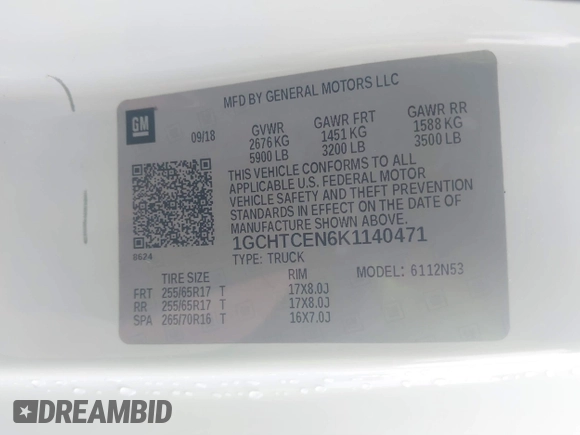 MFD BY GENERAL MOTORS LLC
GM
09/18
GVWR
2676 KG
5900 LB
GAWR FRT
1451 KG
3200 LB
GAWR RR
1588 KG
3500 LB
THIS VEHICLE CONFORMS TO ALL
APPLICABLE U.S. FEDERAL MOTOR
VEHICLE SAFETY AND THEFT PREVENTION
STANDARDS IN EFFECT ON THE DATE OF
MANUFACTURE SHOWN ABOVE.
1GCHTCEN6K1140471
8624
TYPE: TRUCK
MODEL: 6112N53
TIRE SIZE RIM
FRT 255/65R17 T 17X8.0J
RR 255/65R17 T 17X8.0J
SPA 265/70R16 T 16X7.0J
DREAMBID